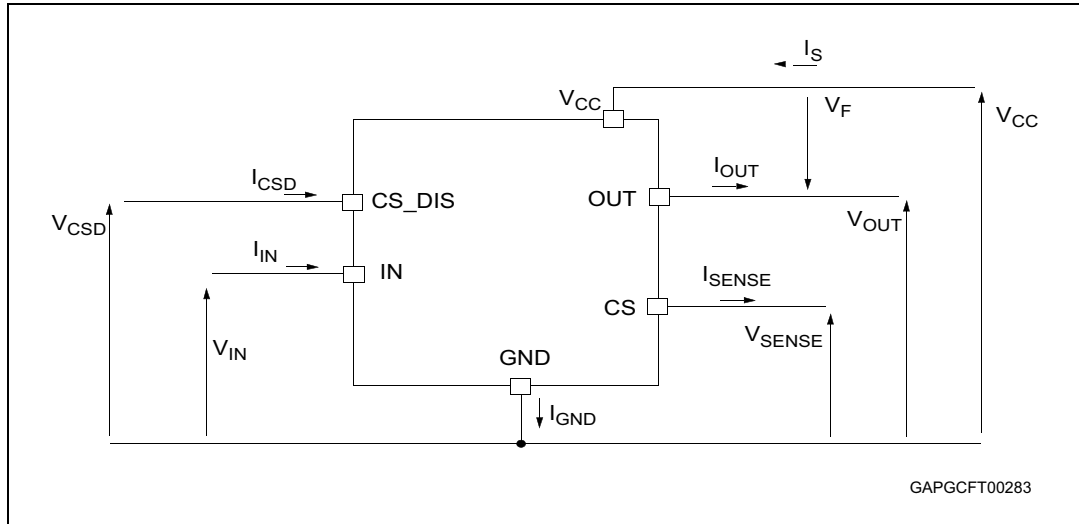 I_S
V_CC
V_F
V_CC
I_CSD
CS_DIS
OUT
I_OUT
V_CSD
V_OUT
I_IN
IN
I_SENSE
CS
V_SENSE
V_IN
GND
I_GND
GAPGCFT00283